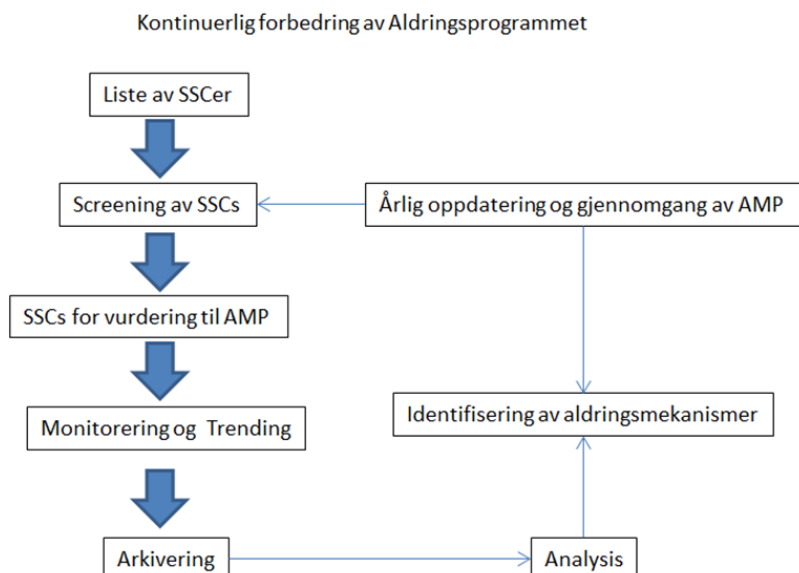 Kontinuerlig forbedring av Aldringsprogrammet
Liste av SSCer
Screening av SSCs
Årlig oppdatering og gjennomgang av AMP
SSCs for vurdering til AMP
Monitorering og Trending
Identifisering av aldringsmekanismer
Arkivering
Analysis